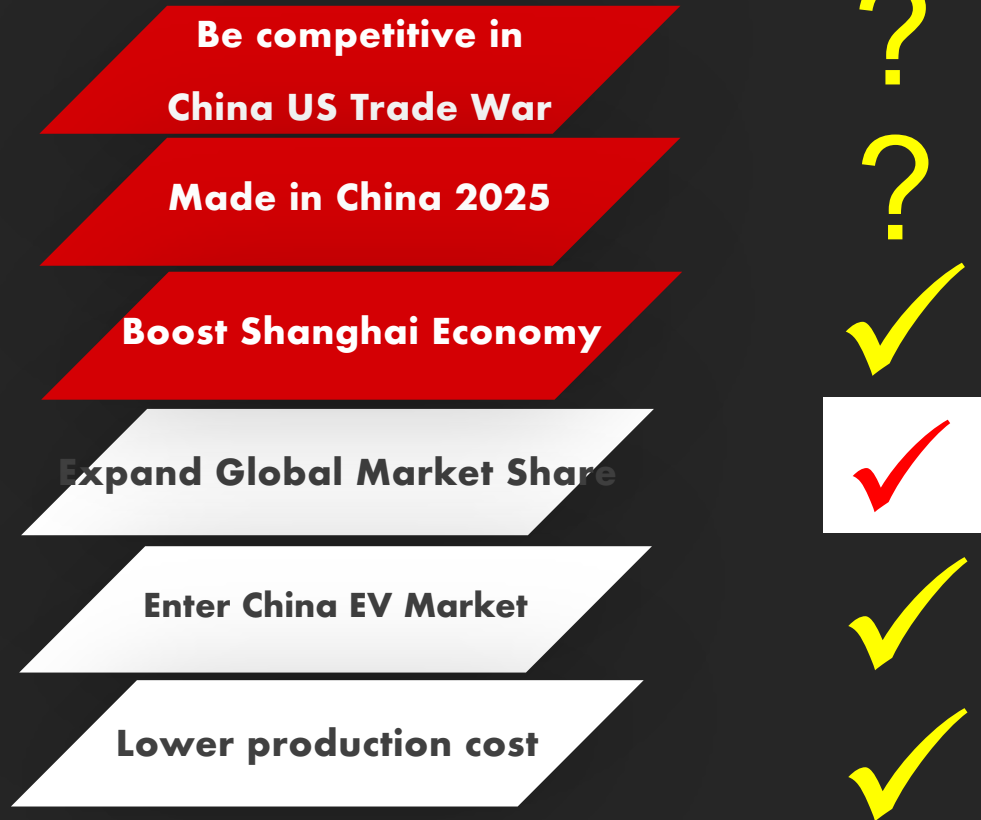 Be competitive in
?
China US Trade War
Made in China 2025
?
Boost Shanghai Economy
Expand Global Market Share
Enter China EV Market
Lower production cost